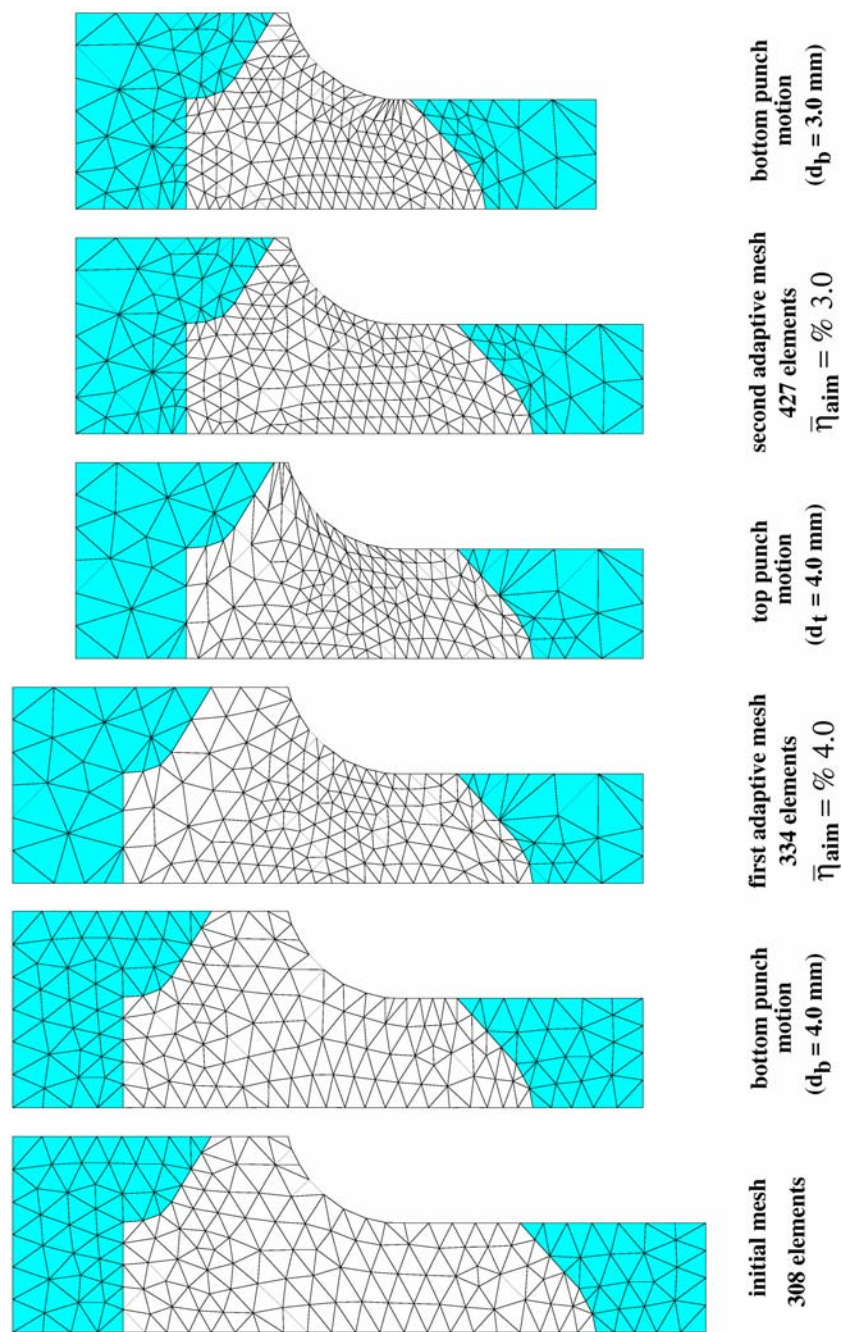 initial mesh
308 elements
bottom punch
motion
(d_b = 4.0 mm)
first adaptive mesh
334 elements
η̅_aim = % 4.0
top punch
motion
(d_t = 4.0 mm)
second adaptive mesh
427 elements
η̅_aim = % 3.0
bottom punch
motion
(d_b = 3.0 mm)